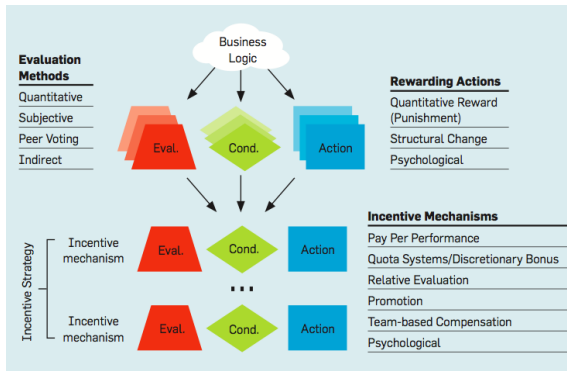 Business
Logic
Evaluation
Methods
Quantitative
Subjective
Peer Voting
Indirect
Eval.
Cond.
Action
Rewarding Actions
Quantitative Reward
(Punishment)
Structural Change
Psychological
Incentive Strategy
Incentive
mechanism
Eval.
Cond.
Action
...
Incentive
mechanism
Eval.
Cond.
Action
Incentive Mechanisms
Pay Per Performance
Quota Systems/Discretionary Bonus
Relative Evaluation
Promotion
Team-based Compensation
Psychological